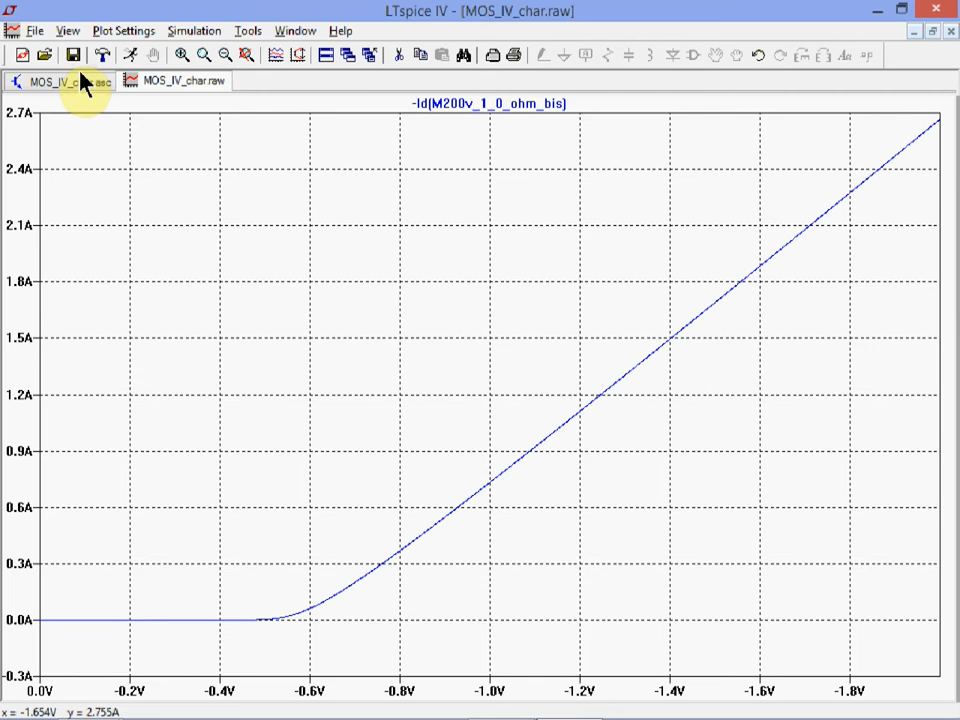 LTspice IV - [MOS_IV_char.raw]
File View Plot Settings Simulation Tools Window Help
MOS_IV_char.asc MOS_IV_char.raw
-Id(M200v_1_0_ohm_bis)
2.7A
2.4A
2.1A
1.8A
1.5A
1.2A
0.9A
0.6A
0.3A
0.0A
-0.3A
0.0V -0.2V -0.4V -0.6V -0.8V -1.0V -1.2V -1.4V -1.6V -1.8V
x = -1.654V y = 2.755A